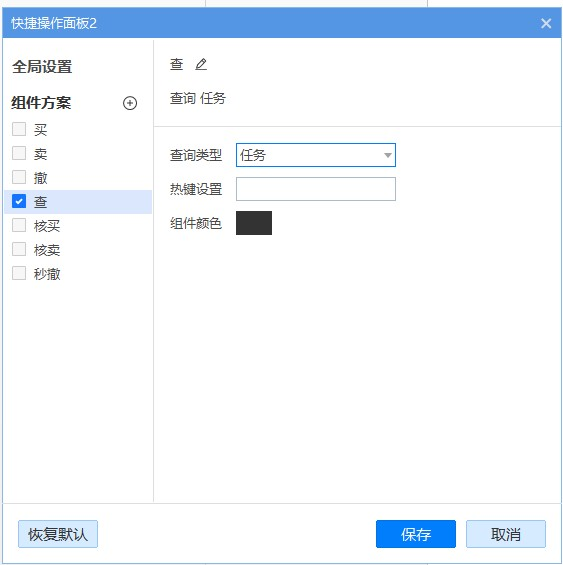 快捷操作面板2
全局设置
组件方案
买
卖
撤
查
核买
核卖
秒撤
查
查询 任务
查询类型 任务
热键设置
组件颜色
恢复默认
保存
取消